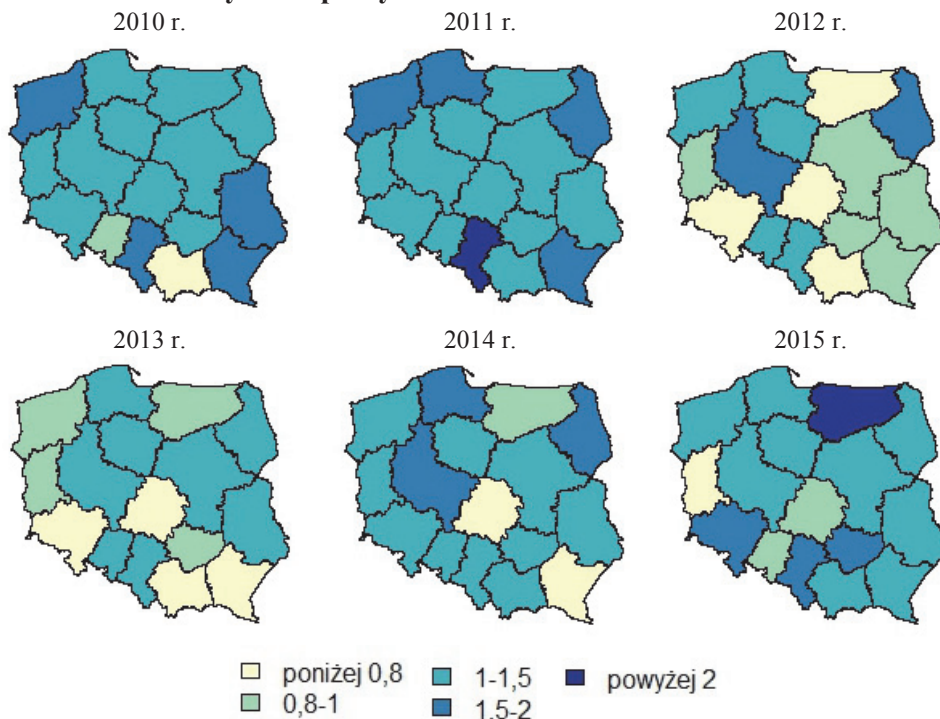 2010 r.
2011 r.
2012 r.
2013 r.
2014 r.
2015 r.
poniżej 0,8
1-1,5
powyżej 2
0,8-1
1,5-2